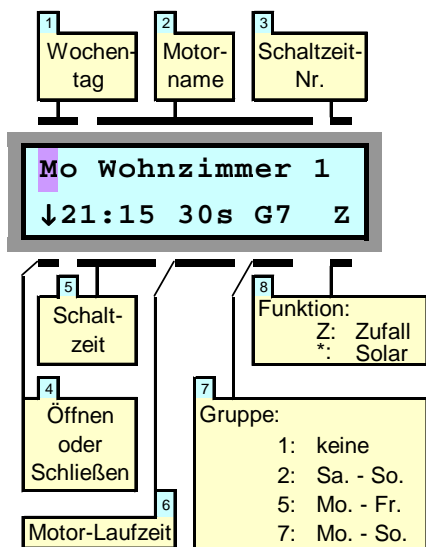 1
Wochen-
tag
2
Motor-
name
3
Schaltzeit-
Nr.
Mo Wohnzimmer 1
↓21:15 30s G7 Z
5
Schalt-
zeit
8
Funktion:
Z: Zufall
*: Solar
4
Öffnen
oder
Schließen
7
Gruppe:
1: keine
2: Sa. - So.
5: Mo. - Fr.
7: Mo. - So.
6
Motor-Laufzeit